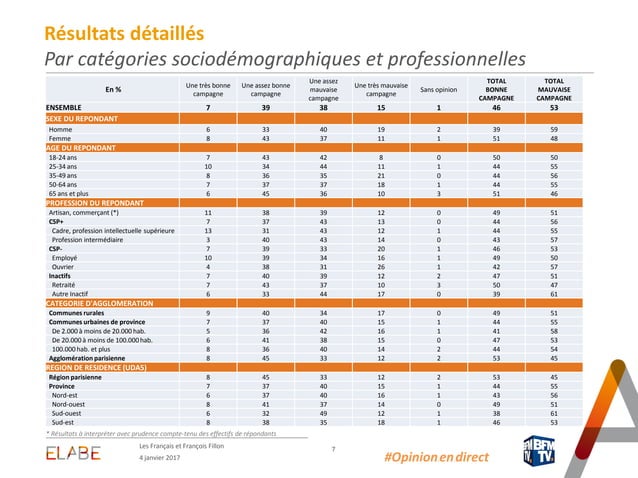 Résultats détaillés
Par catégories sociodémographiques et professionnelles
En % Une très bonne campagne Une assez bonne campagne Une assez mauvaise campagne Une très mauvaise campagne Sans opinion TOTAL BONNE CAMPAGNE TOTAL MAUVAISE CAMPAGNE
ENSEMBLE 7 39 38 15 1 46 53
SEXE DU REPONDANT
Homme 6 33 40 19 2 39 59
Femme 8 43 37 11 1 51 48
AGE DU REPONDANT
18-24 ans 7 43 42 8 0 50 50
25-34 ans 10 34 44 11 1 44 55
35-49 ans 8 36 35 21 0 44 56
50-64 ans 7 37 37 18 1 44 55
65 ans et plus 6 45 36 10 3 51 46
PROFESSION DU REPONDANT
Artisan, commerçant (*) 11 38 39 12 0 49 51
CSP+ 7 37 43 13 0 44 56
Cadre, profession intellectuelle supérieure 13 31 43 12 1 44 55
Profession intermédiaire 3 40 43 14 0 43 57
CSP- 7 39 33 20 1 46 53
Employé 10 39 34 16 1 49 50
Ouvrier 4 38 31 26 1 42 57
Inactifs 7 40 39 12 2 47 51
Retraité 7 43 37 10 3 50 47
Autre inactif 6 33 44 17 0 39 61
CATEGORIE D'AGGLOMERATION
Communes rurales 9 40 34 17 0 49 51
Communes urbaines de province 7 37 40 15 1 44 55
De 2.000 à moins de 20.000 hab. 5 36 42 16 1 41 58
De 20.000 à moins de 100.000 hab. 6 41 38 15 0 47 53
100.000 hab. et plus 8 36 40 14 2 44 54
Agglomération parisienne 8 45 33 12 2 53 45
REGION DE RESIDENCE (UDA5)
Région parisienne 8 45 33 12 2 53 45
Province 7 37 40 15 1 44 55
Nord-est 6 37 40 16 1 43 56
Nord-ouest 8 41 37 14 0 49 51
Sud-ouest 6 32 49 12 1 38 61
Sud-est 8 38 35 18 1 46 53
* Résultats à interpréter avec prudence compte-tenu des effectifs de répondants
ELABE
Les Français et François Fillon
4 janvier 2017
7
#Opinion en direct
BFM TV.